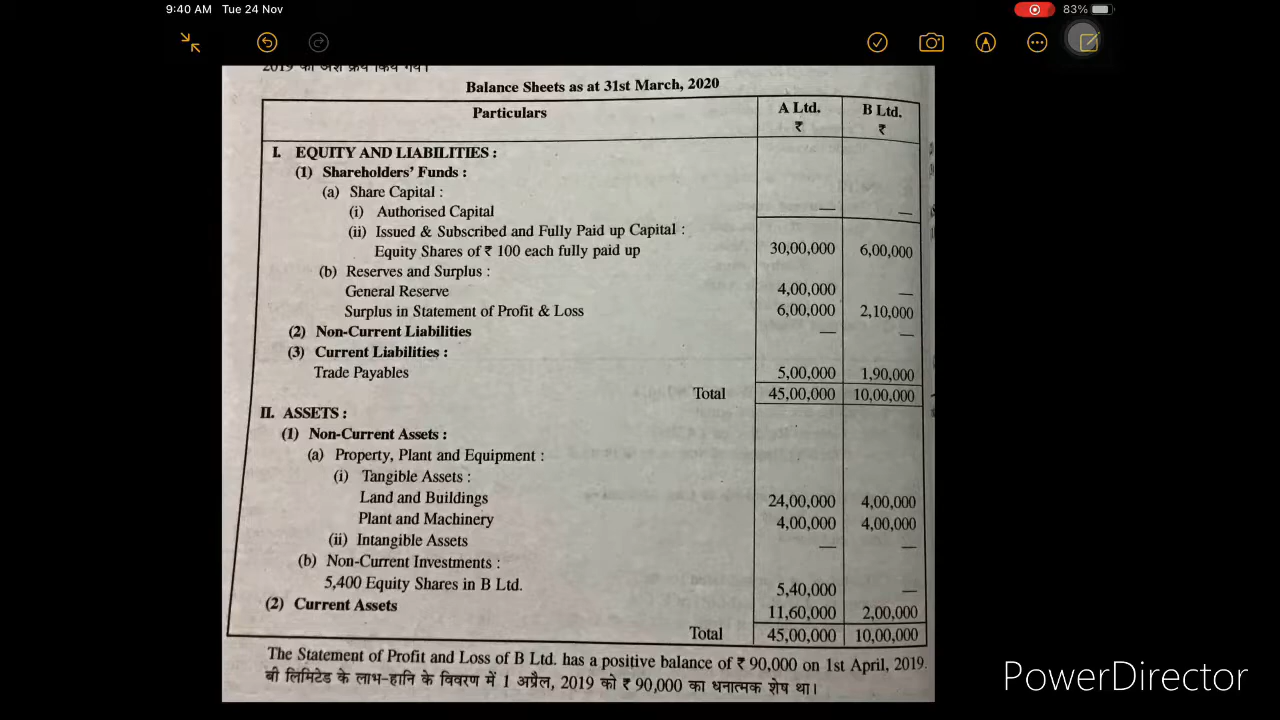 9:40 AM Tue 24 Nov
83%
2019 को अंश क्रय किये गये।
Balance Sheets as at 31st March, 2020
Particulars A Ltd. ₹ B Ltd. ₹
I. EQUITY AND LIABILITIES :
(1) Shareholders' Funds :
(a) Share Capital :
(i) Authorised Capital — —
(ii) Issued & Subscribed and Fully Paid up Capital :
Equity Shares of ₹ 100 each fully paid up 30,00,000 6,00,000
(b) Reserves and Surplus :
General Reserve 4,00,000 —
Surplus in Statement of Profit & Loss 6,00,000 2,10,000
(2) Non-Current Liabilities — —
(3) Current Liabilities :
Trade Payables 5,00,000 1,90,000
Total 45,00,000 10,00,000
II. ASSETS :
(1) Non-Current Assets :
(a) Property, Plant and Equipment :
(i) Tangible Assets :
Land and Buildings 24,00,000 4,00,000
Plant and Machinery 4,00,000 4,00,000
(ii) Intangible Assets — —
(b) Non-Current Investments :
5,400 Equity Shares in B Ltd. 5,40,000 —
(2) Current Assets 11,60,000 2,00,000
Total 45,00,000 10,00,000
The Statement of Profit and Loss of B Ltd. has a positive balance of ₹ 90,000 on 1st April, 2019.
बी लिमिटेड के लाभ-हानि के विवरण में 1 अप्रैल, 2019 को ₹ 90,000 का धनात्मक शेष था।
PowerDirector